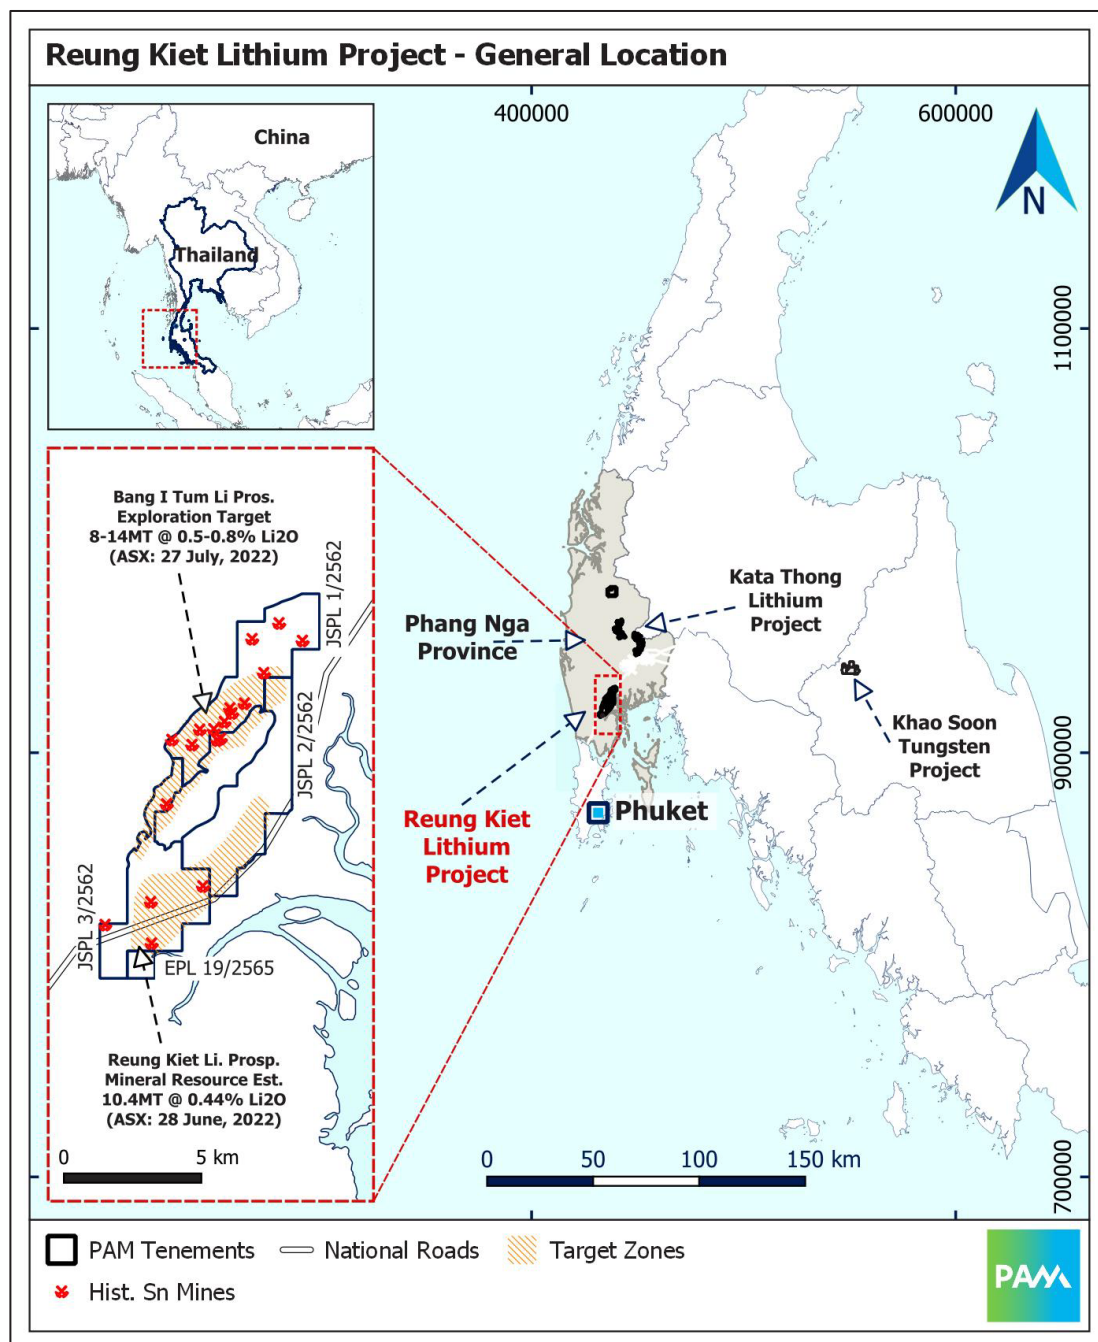 Reung Kiet Lithium Project - General Location
400000
600000
China
Thailand
N
1100000
Bang I Tum Li Pros.
Exploration Target
8-14MT @ 0.5-0.8% Li2O
(ASX: 27 July, 2022)
JSPL 1/2562
JSPL 2/2562
JSPL 3/2562
EPL 19/2565
Reung Kiet Li. Prosp.
Mineral Resource Est.
10.4MT @ 0.44% Li2O
(ASX: 28 June, 2022)
0
5 km
Kata Thong
Lithium
Project
Phang Nga
Province
Khao Soon
Tungsten
Project
900000
Reung Kiet
Lithium
Project
Phuket
0
50
100
150 km
700000
PAM Tenements
National Roads
Target Zones
Hist. Sn Mines
PAM